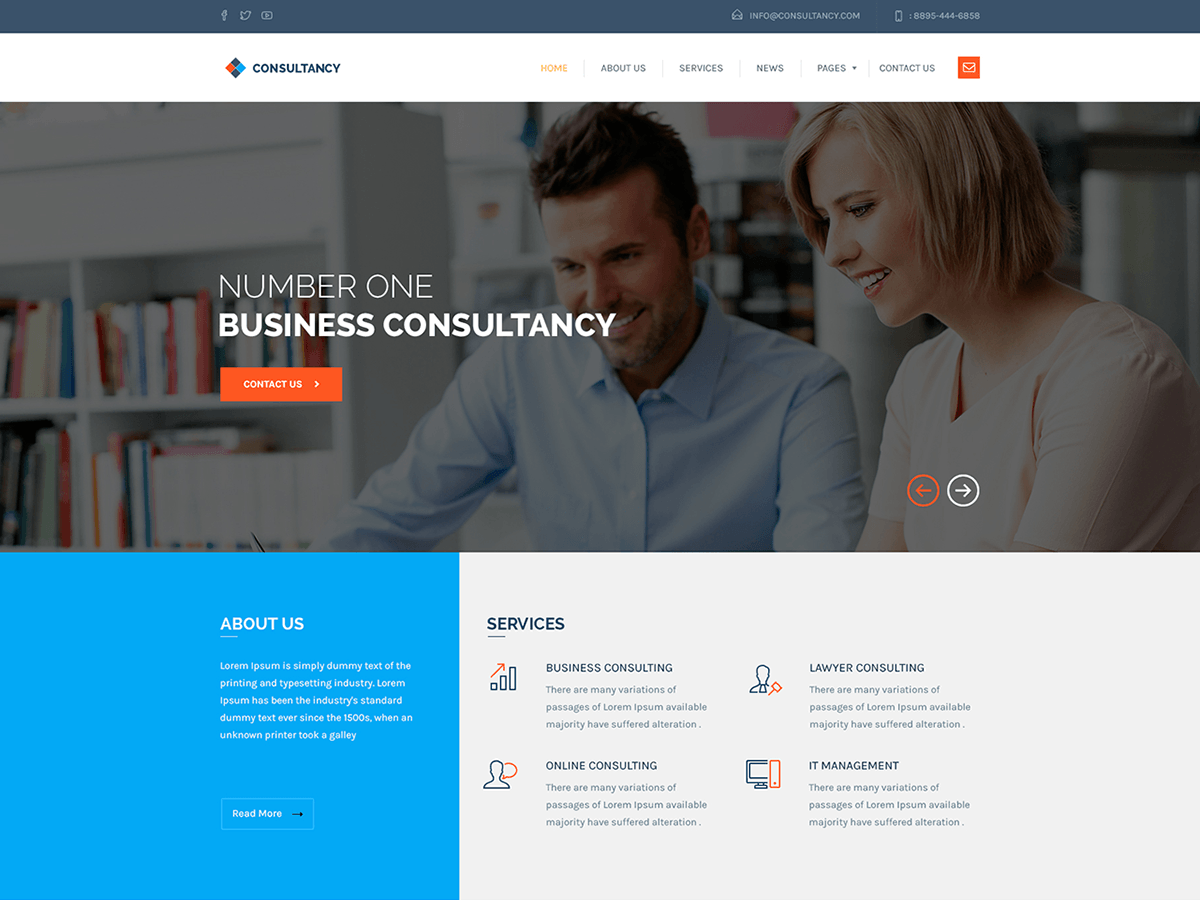 INFO@CONSULTANCY.COM
: 8895-444-6858
CONSULTANCY
HOME
ABOUT US
SERVICES
NEWS
PAGES
CONTACT US
NUMBER ONE
BUSINESS CONSULTANCY
CONTACT US
ABOUT US
Lorem Ipsum is simply dummy text of the
printing and typesetting industry. Lorem
Ipsum has been the industry's standard
dummy text ever since the 1500s, when an
unknown printer took a galley
Read More
SERVICES
BUSINESS CONSULTING
There are many variations of
passages of Lorem Ipsum available
majority have suffered alteration .
LAWYER CONSULTING
There are many variations of
passages of Lorem Ipsum available
majority have suffered alteration .
ONLINE CONSULTING
There are many variations of
passages of Lorem Ipsum available
majority have suffered alteration .
IT MANAGEMENT
There are many variations of
passages of Lorem Ipsum available
majority have suffered alteration .